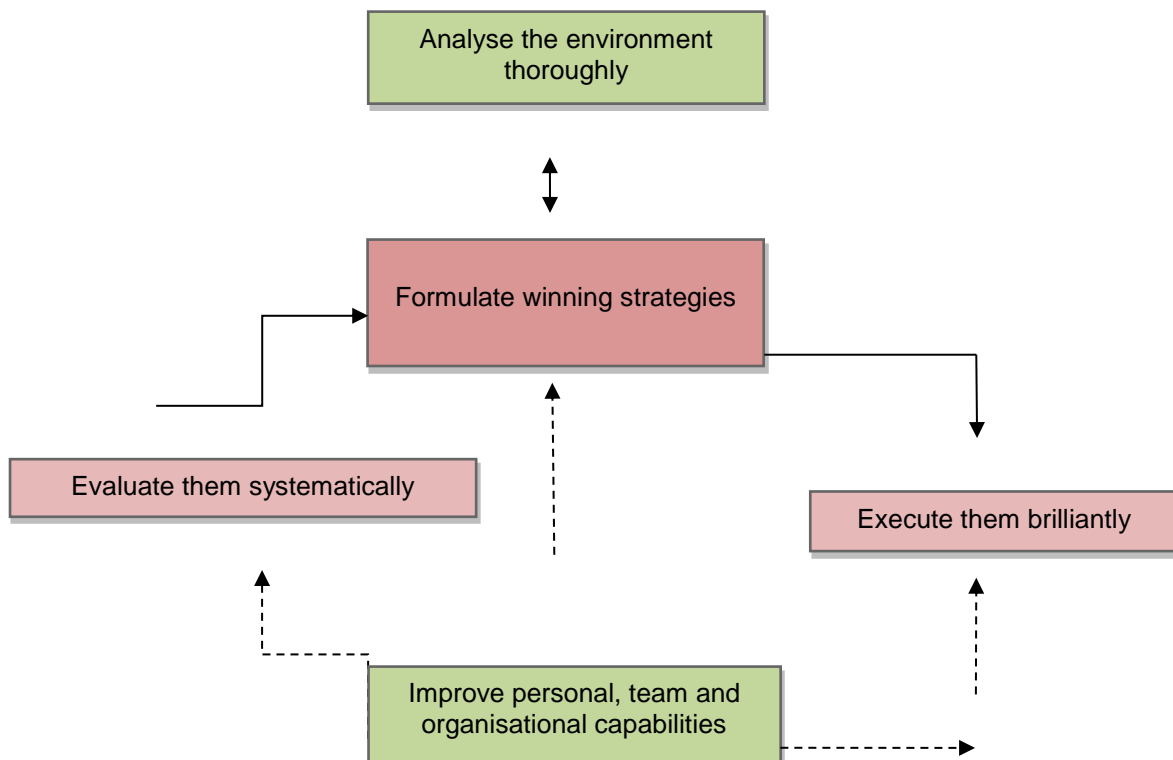 Analyse the environment
thoroughly
Formulate winning strategies
Evaluate them systematically
Execute them brilliantly
Improve personal, team and
organisational capabilities